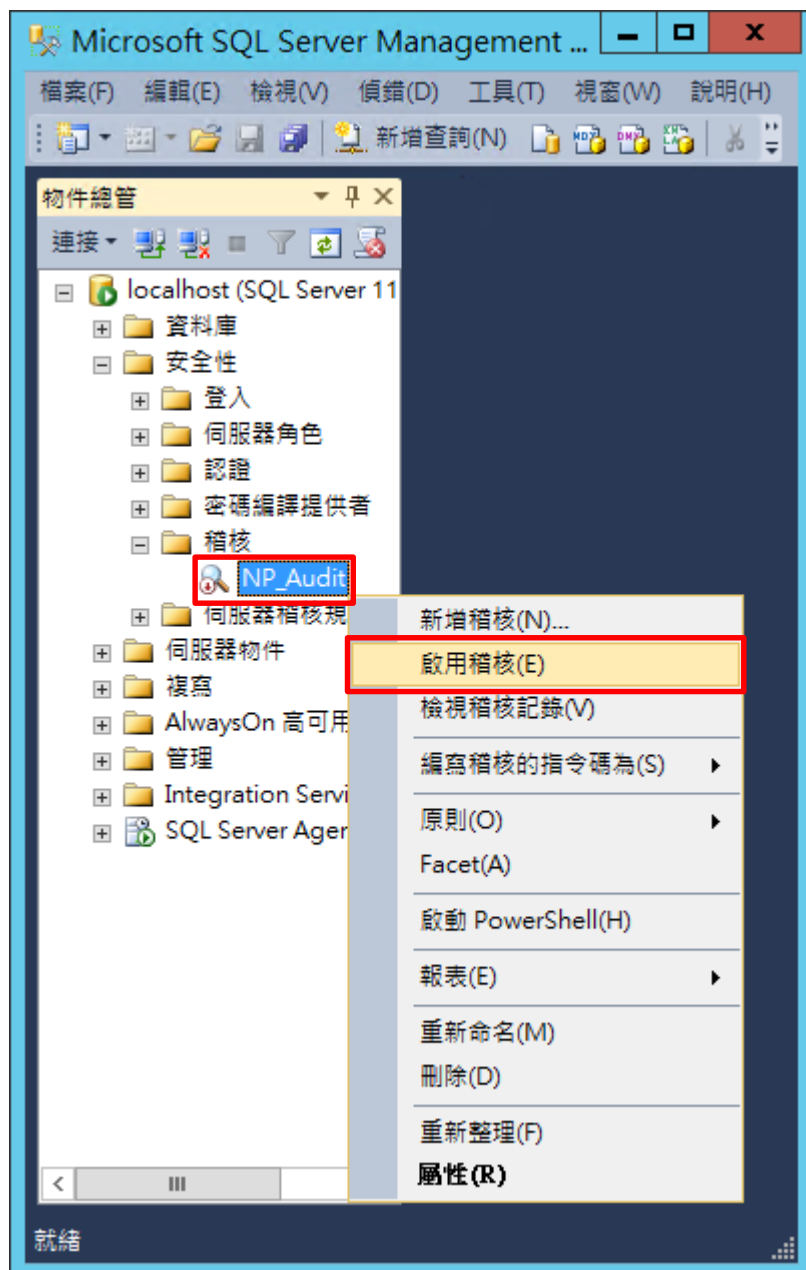 Microsoft SQL Server Management ...
檔案(F) 編輯(E) 檢視(V) 偵錯(D) 工具(T) 視窗(W) 說明(H)
新增查詢(N)
物件總管
連接
localhost (SQL Server 11
資料庫
安全性
登入
伺服器角色
認證
密碼編譯提供者
稽核
NP_Audit
伺服器稽核規
伺服器物件
複寫
AlwaysOn 高可用
管理
Integration Servi
SQL Server Agen
新增稽核(N)...
啟用稽核(E)
檢視稽核記錄(V)
編寫稽核的指令碼為(S)
原則(O)
Facet(A)
啟動 PowerShell(H)
報表(E)
重新命名(M)
刪除(D)
重新整理(F)
屬性(R)
就緒